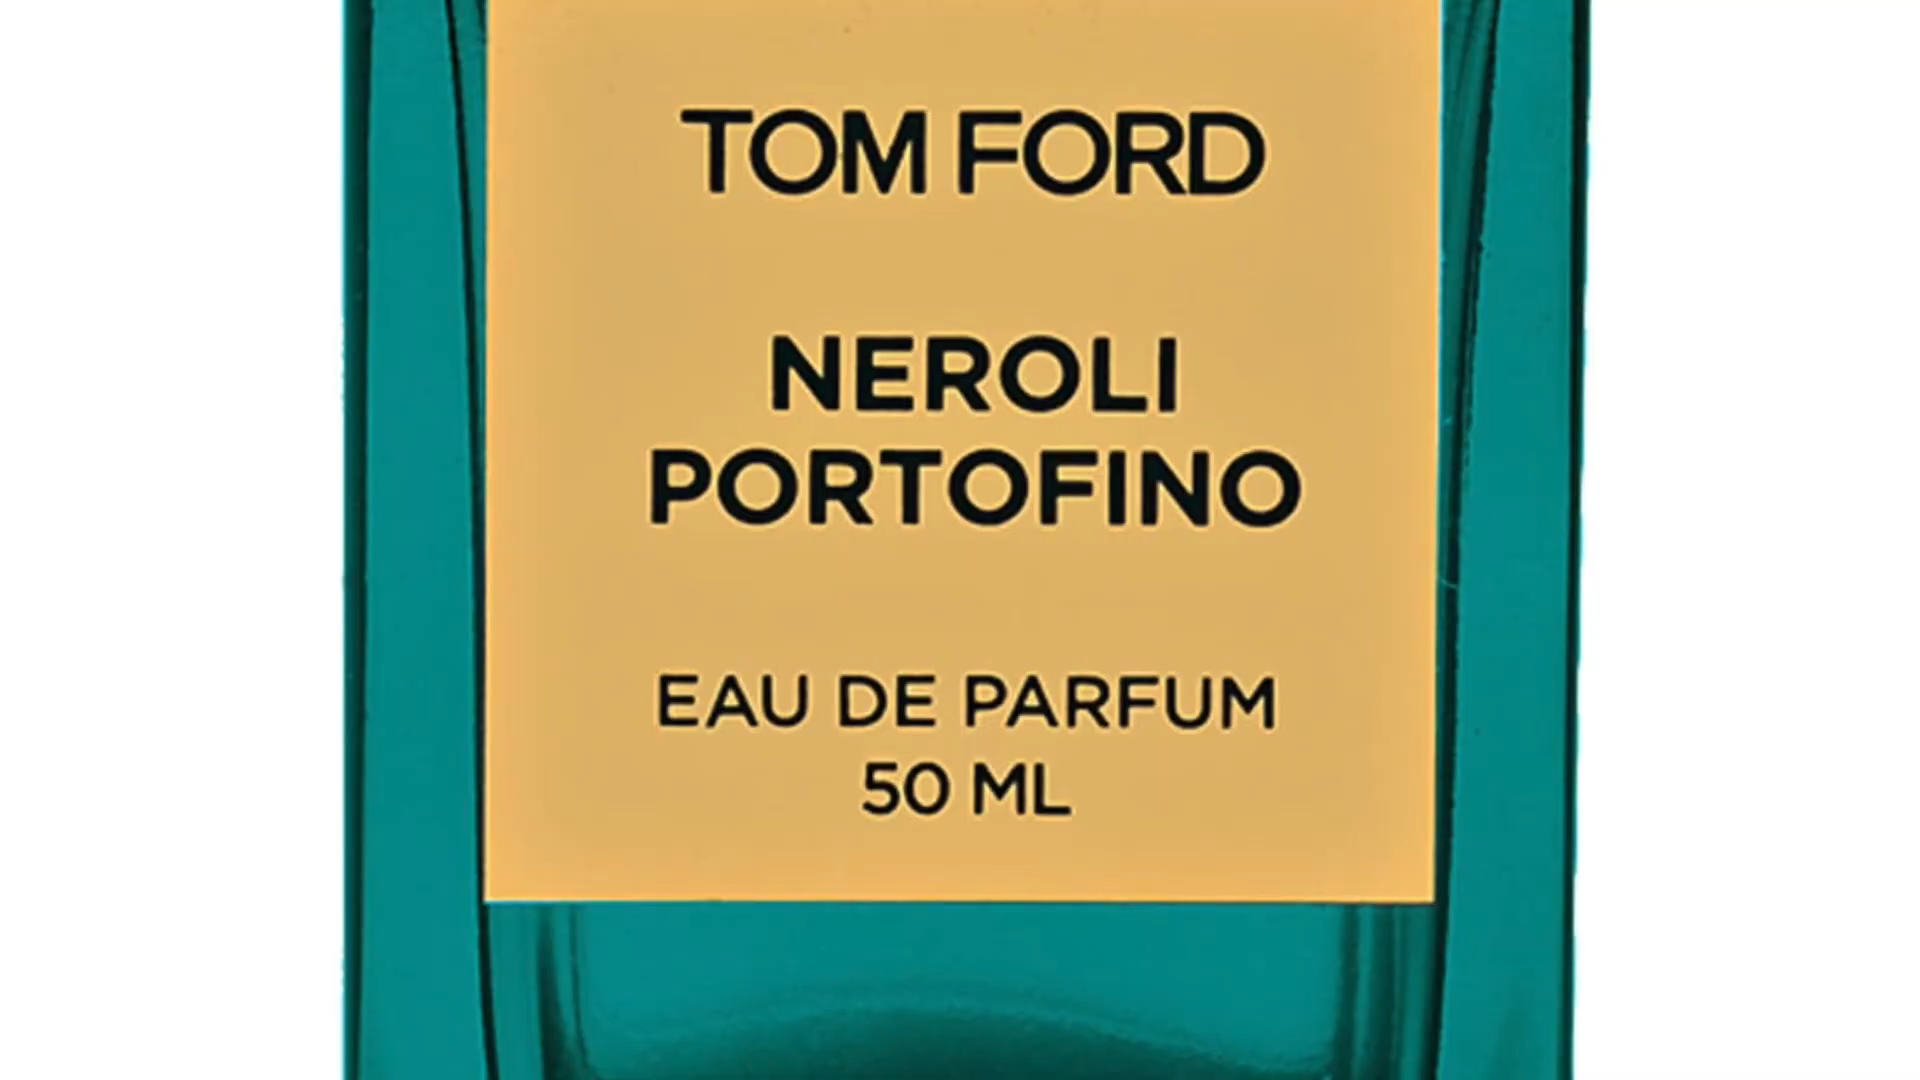 TOM FORD
NEROLI
PORTOFINO
EAU DE PARFUM
50 ML